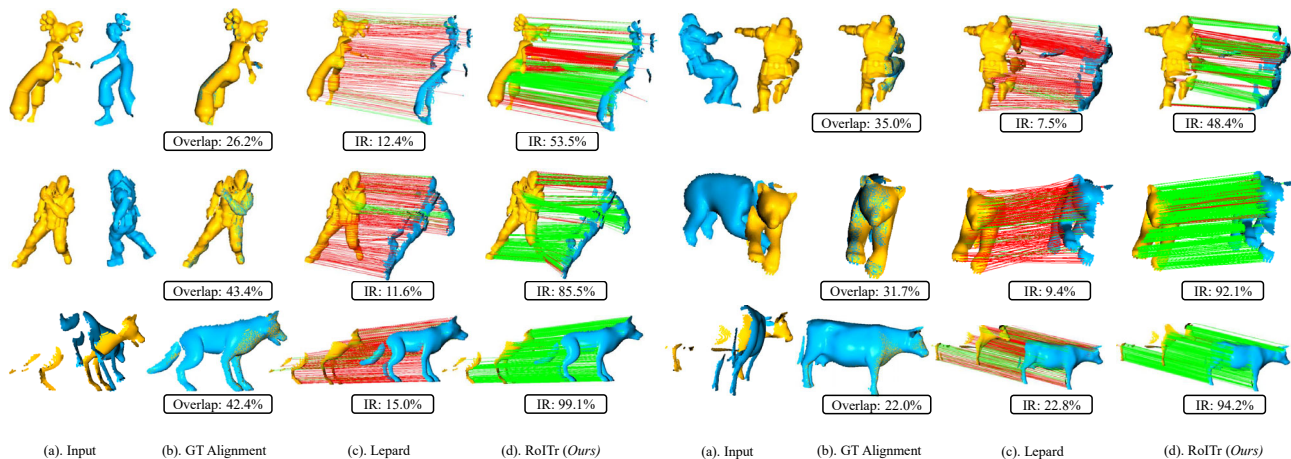 Overlap: 26.2%
IR: 12.4%
IR: 53.5%
Overlap: 35.0%
IR: 7.5%
IR: 48.4%
Overlap: 43.4%
IR: 11.6%
IR: 85.5%
Overlap: 31.7%
IR: 9.4%
IR: 92.1%
Overlap: 42.4%
IR: 15.0%
IR: 99.1%
Overlap: 22.0%
IR: 22.8%
IR: 94.2%
(a). Input
(b). GT Alignment
(c). Lepard
(d). RoITr (Ours)
(a). Input
(b). GT Alignment
(c). Lepard
(d). RoITr (Ours)